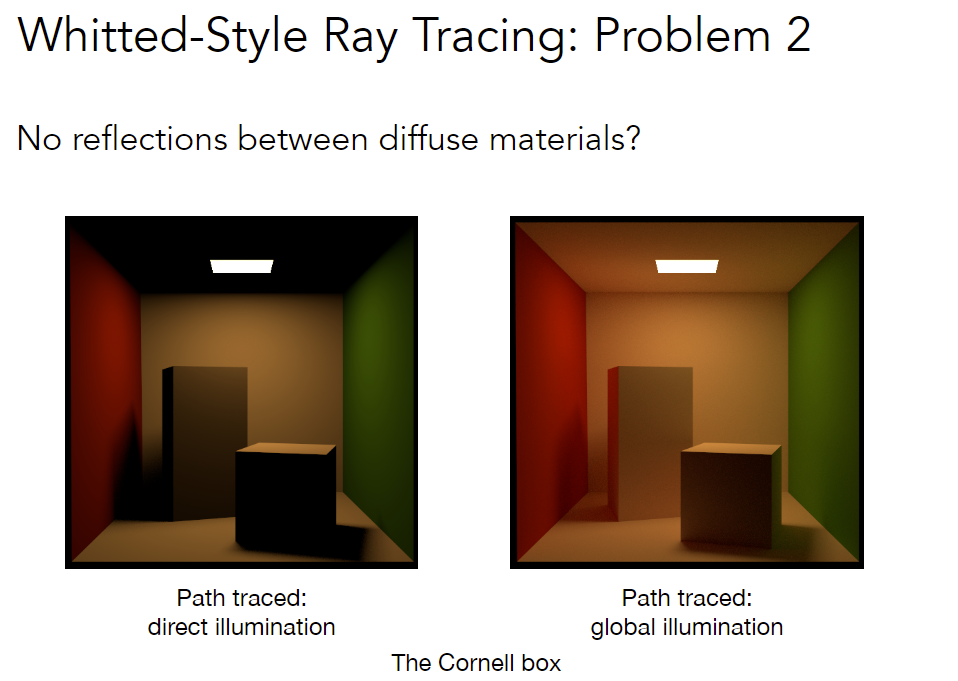 Whitted-Style Ray Tracing: Problem 2
No reflections between diffuse materials?
Path traced:
direct illumination
Path traced:
global illumination
The Cornell box